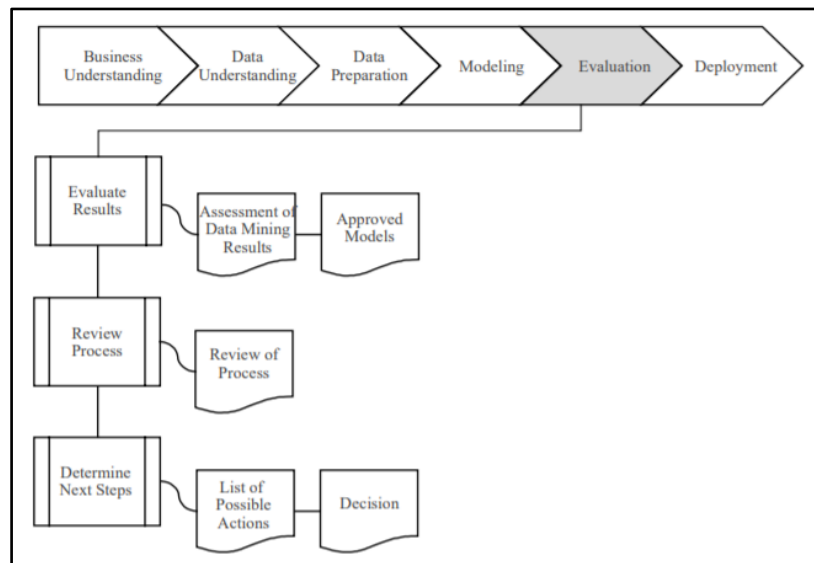 Business
Understanding
Data
Understanding
Data
Preparation
Modeling
Evaluation
Deployment
Evaluate
Results
Assessment of
Data Mining
Results
Approved
Models
Review
Process
Review of
Process
Determine
Next Steps
List of
Possible
Actions
Decision